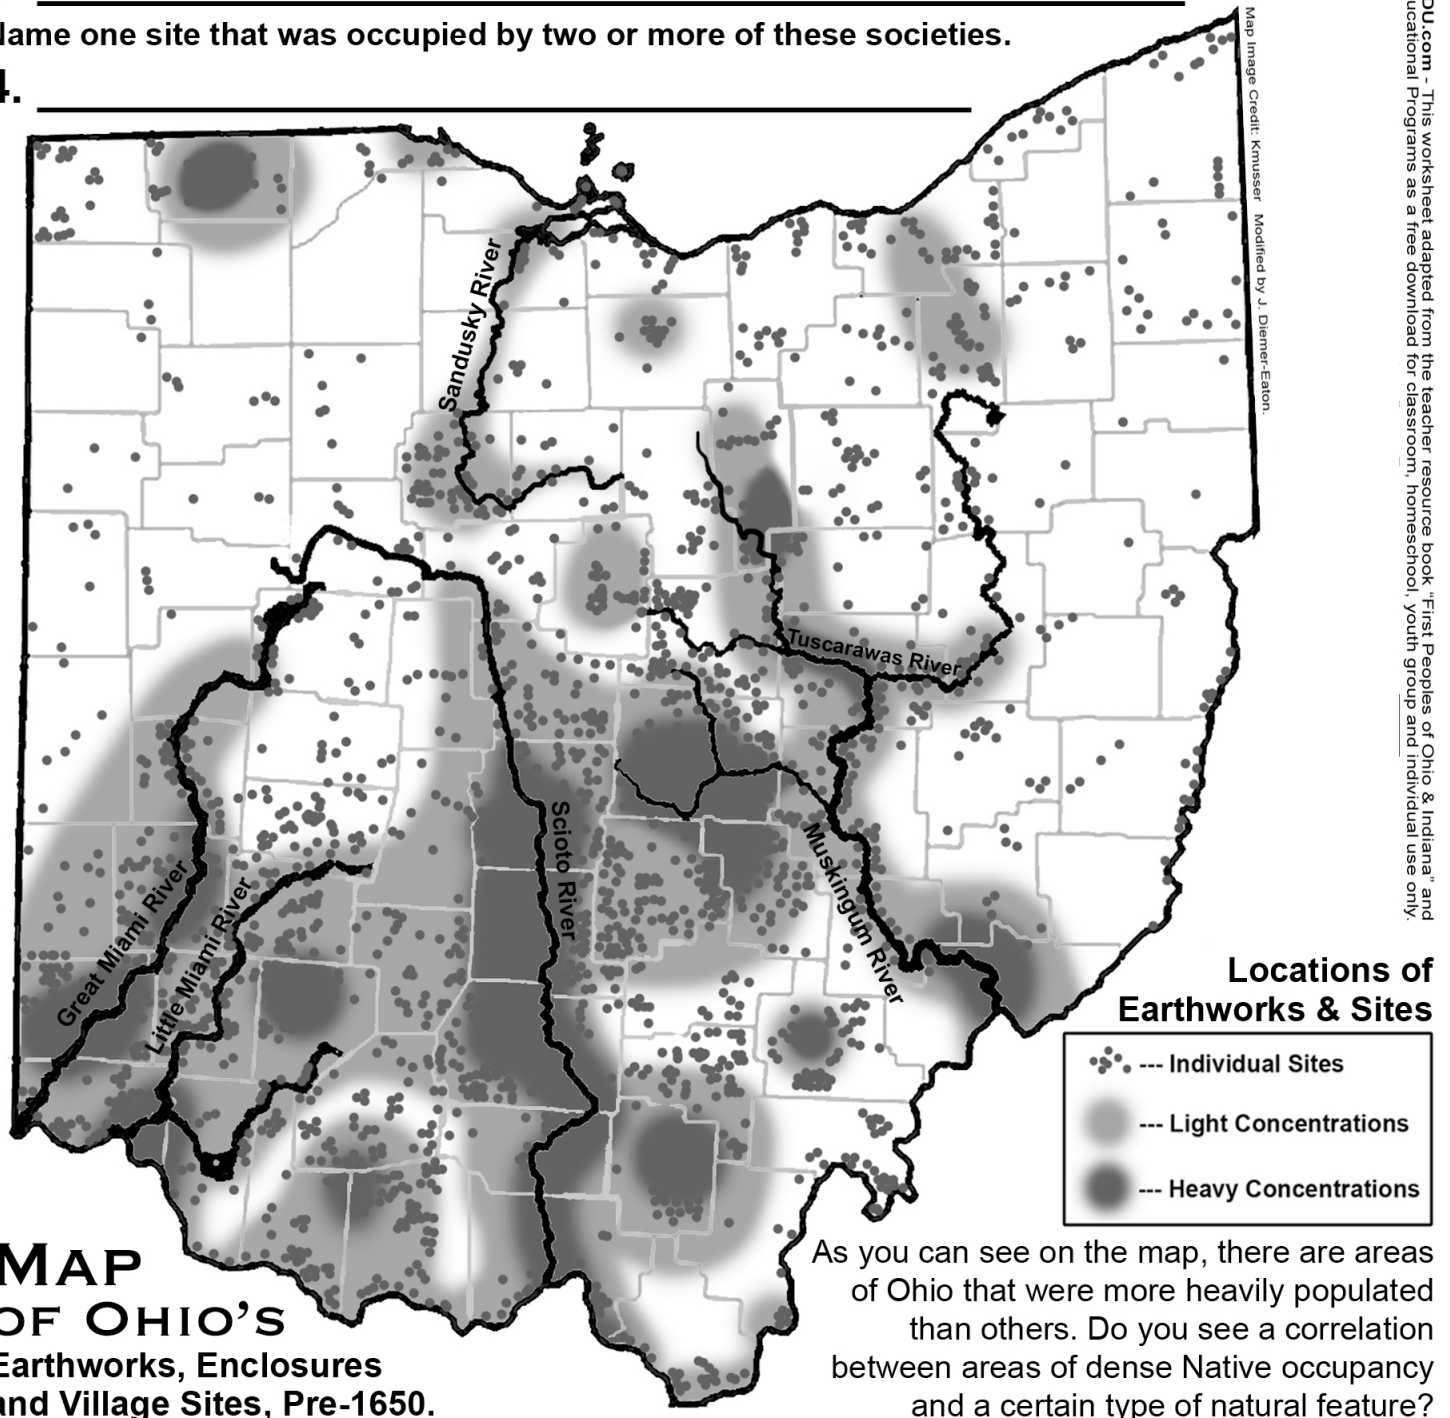 Name one site that was occupied by two or more of these societies.
4.
Map Image Credit: Kmusser Modified by J. Diemer-Eaton.
DU.com - This worksheet adapted from the teacher resource book "First Peoples of Ohio & Indiana" and
ucational Programs as a free download for classroom, homeschool, youth group and individual use only.
Sandusky River
Tuscarawas River
Scioto River
Muskingum River
Great Miami River
Little Miami River
Locations of
Earthworks & Sites
--- Individual Sites
--- Light Concentrations
--- Heavy Concentrations
MAP
OF OHIO'S
Earthworks, Enclosures
and Village Sites, Pre-1650.
As you can see on the map, there are areas
of Ohio that were more heavily populated
than others. Do you see a correlation
between areas of dense Native occupancy
and a certain type of natural feature?